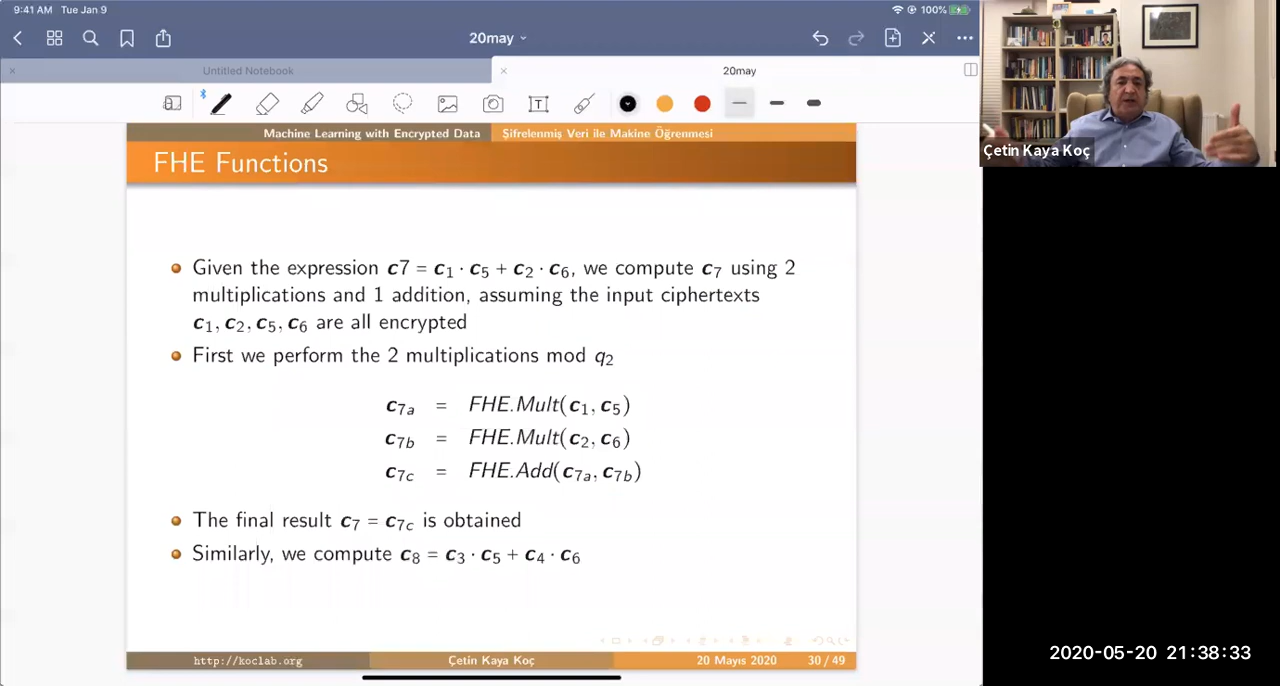 9:41 AM Tue Jan 9
100%
20may
Untitled Notebook
20may
T
Machine Learning with Encrypted Data
Şifrelenmiş Veri ile Makine Öğrenmesi
FHE Functions
Given the expression c7 = c₁ · c₅ + c₂ · c₆, we compute c₇ using 2
multiplications and 1 addition, assuming the input ciphertexts
c₁, c₂, c₅, c₆ are all encrypted
First we perform the 2 multiplications mod q₂
c₇ₐ = FHE.Mult(c₁, c₅)
c₇b = FHE.Mult(c₂, c₆)
c₇c = FHE.Add(c₇ₐ, c₇b)
The final result c₇ = c₇c is obtained
Similarly, we compute c₈ = c₃ · c₅ + c₄ · c₆
http://koclab.org
Çetin Kaya Koç
20 Mayıs 2020
30 / 49
Çetin Kaya Koç
2020-05-20 21:38:33